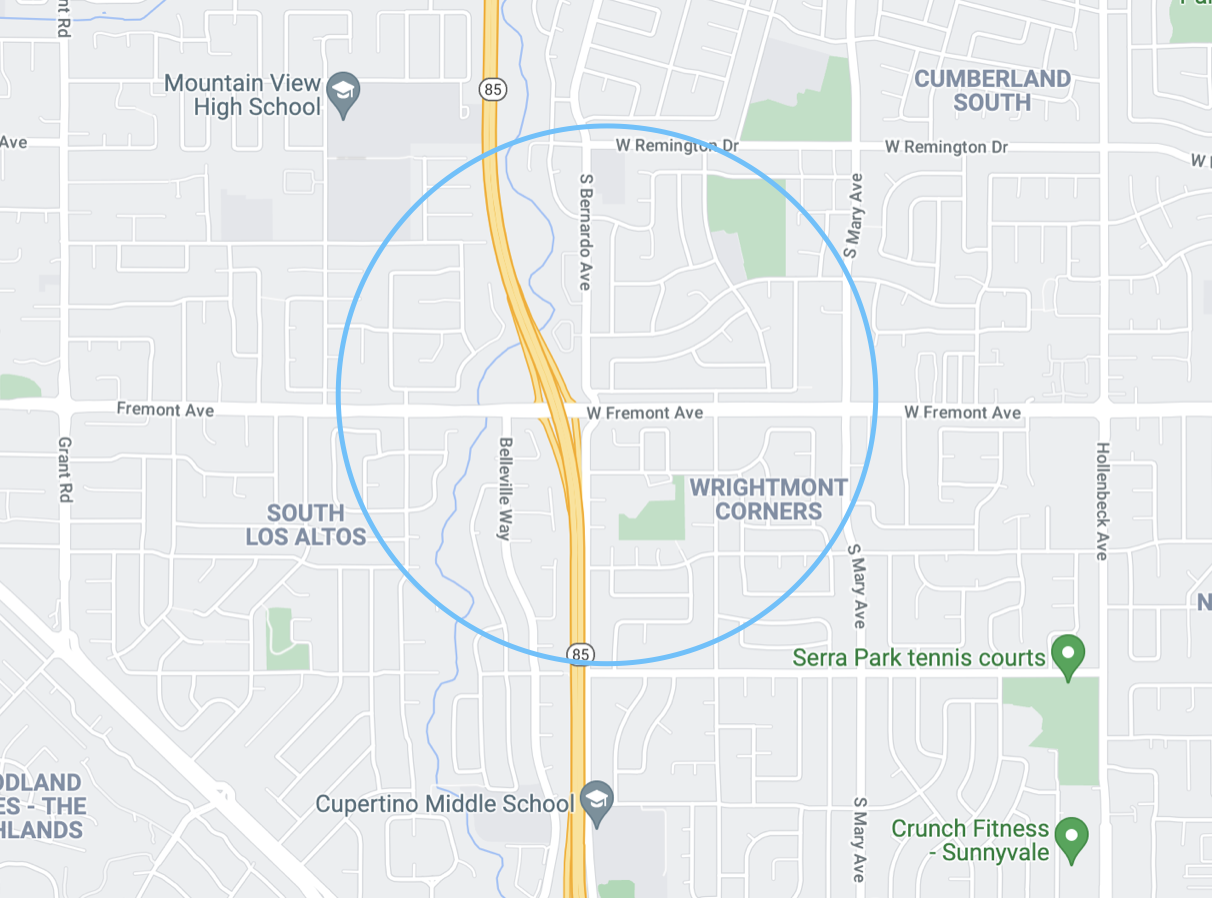 nt Rd
Mountain View
High School
85
CUMBERLAND
SOUTH
Ave
W Remington Dr
W Remington Dr
S Bernardo Ave
S Mary Ave
Fremont Ave
W Fremont Ave
W Fremont Ave
Grant Rd
Belleville Way
Hollenbeck Ave
WRIGHTMONT
CORNERS
SOUTH
LOS ALTOS
S Mary Ave
85
Serra Park tennis courts
Cupertino Middle School
S Mary Ave
Crunch Fitness
- Sunnyvale